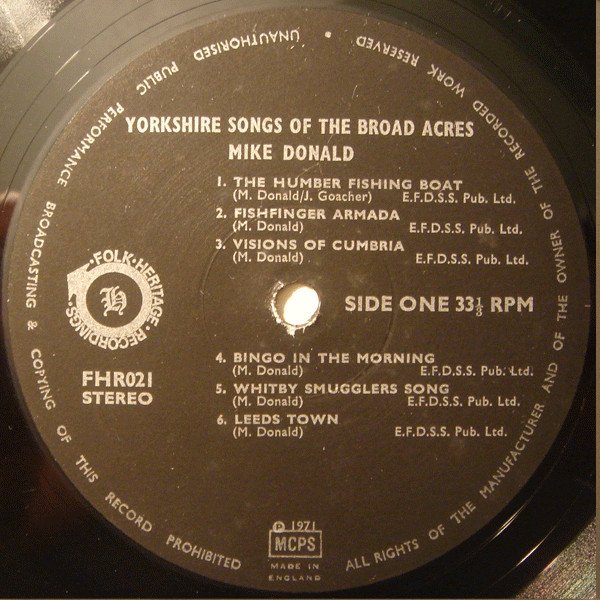 YORKSHIRE SONGS OF THE BROAD ACRES
MIKE DONALD
1. THE HUMBER FISHING BOAT
(M. Donald/J. Goacher) E.F.D.S.S. Pub. Ltd.
2. FISHFINGER ARMADA
(M. Donald) E.F.D.S.S. Pub. Ltd.
3. VISIONS OF CUMBRIA
(M. Donald) E.F.D.S.S. Pub. Ltd.
·FOLK·HERITAGE·RECORDINGS·
H
SIDE ONE 33⅓ RPM
FHR021
STEREO
4. BINGO IN THE MORNING
(M. Donald) E.F.D.S.S. Pub. Ltd.
5. WHITBY SMUGGLERS SONG
(M. Donald) E.F.D.S.S. Pub. Ltd.
6. LEEDS TOWN
(M. Donald) E.F.D.S.S. Pub. Ltd.
℗ 1971
MCPS
MADE IN
ENGLAND
ALL RIGHTS OF THE MANUFACTURER AND OF THE OWNER OF THE RECORDED WORK RESERVED · UNAUTHORISED PUBLIC PERFORMANCE BROADCASTING & COPYING OF THIS RECORD PROHIBITED